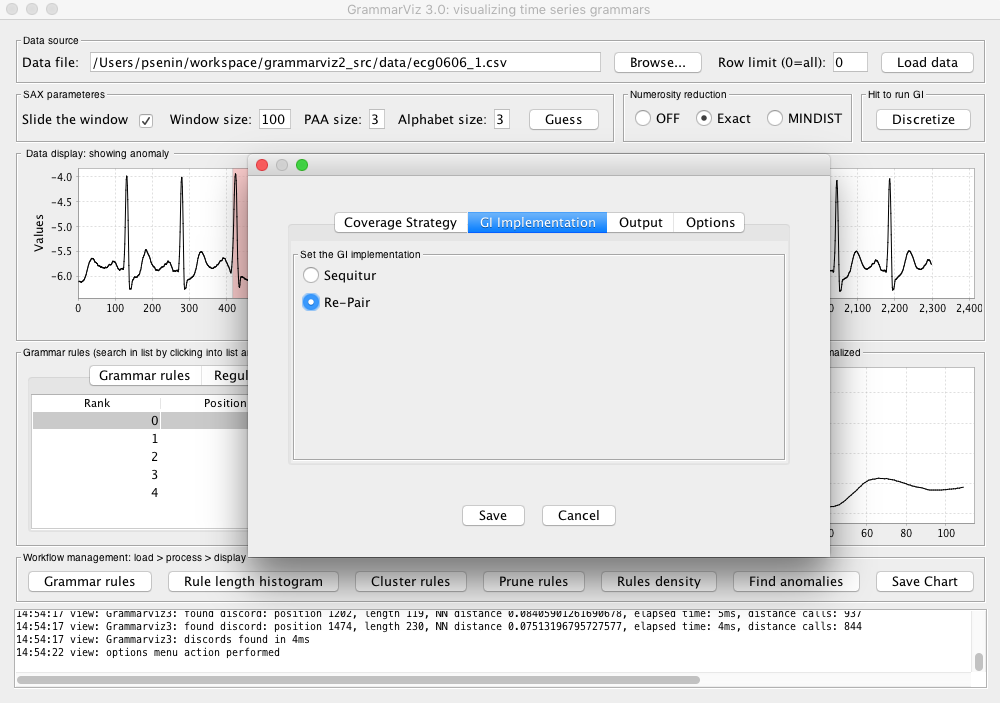 GrammarViz 3.0: visualizing time series grammars
Data source
Data file: /Users/psenin/workspace/grammarviz2_src/data/ecg0606_1.csv Browse... Row limit (0=all): 0 Load data
SAX parameteres Numerosity reduction Hit to run GI
Slide the window Window size: 100 PAA size: 3 Alphabet size: 3 Guess OFF Exact MINDIST Discretize
Data display: showing anomaly
Values
-4.0
-4.5
-5.0
-5.5
-6.0
0 100 200 300 400 2,100 2,200 2,300 2,400
Coverage Strategy GI Implementation Output Options
Set the GI implementation
Sequitur
Re-Pair
Save Cancel
Grammar rules (search in list by clicking into list
Grammar rules Regul
Rank Position
0
1
2
3
4
60 80 100
Workflow management: load > process > display
Grammar rules Rule length histogram Cluster rules Prune rules Rules density Find anomalies Save Chart
14:54:17 view: Grammarviz3: found discord: position 1202, length 119, NN distance 0.08405901261690678, elapsed time: 5ms, distance calls: 937
14:54:17 view: Grammarviz3: found discord: position 1474, length 230, NN distance 0.07513196795727577, elapsed time: 4ms, distance calls: 844
14:54:17 view: Grammarviz3: discords found in 4ms
14:54:22 view: options menu action performed